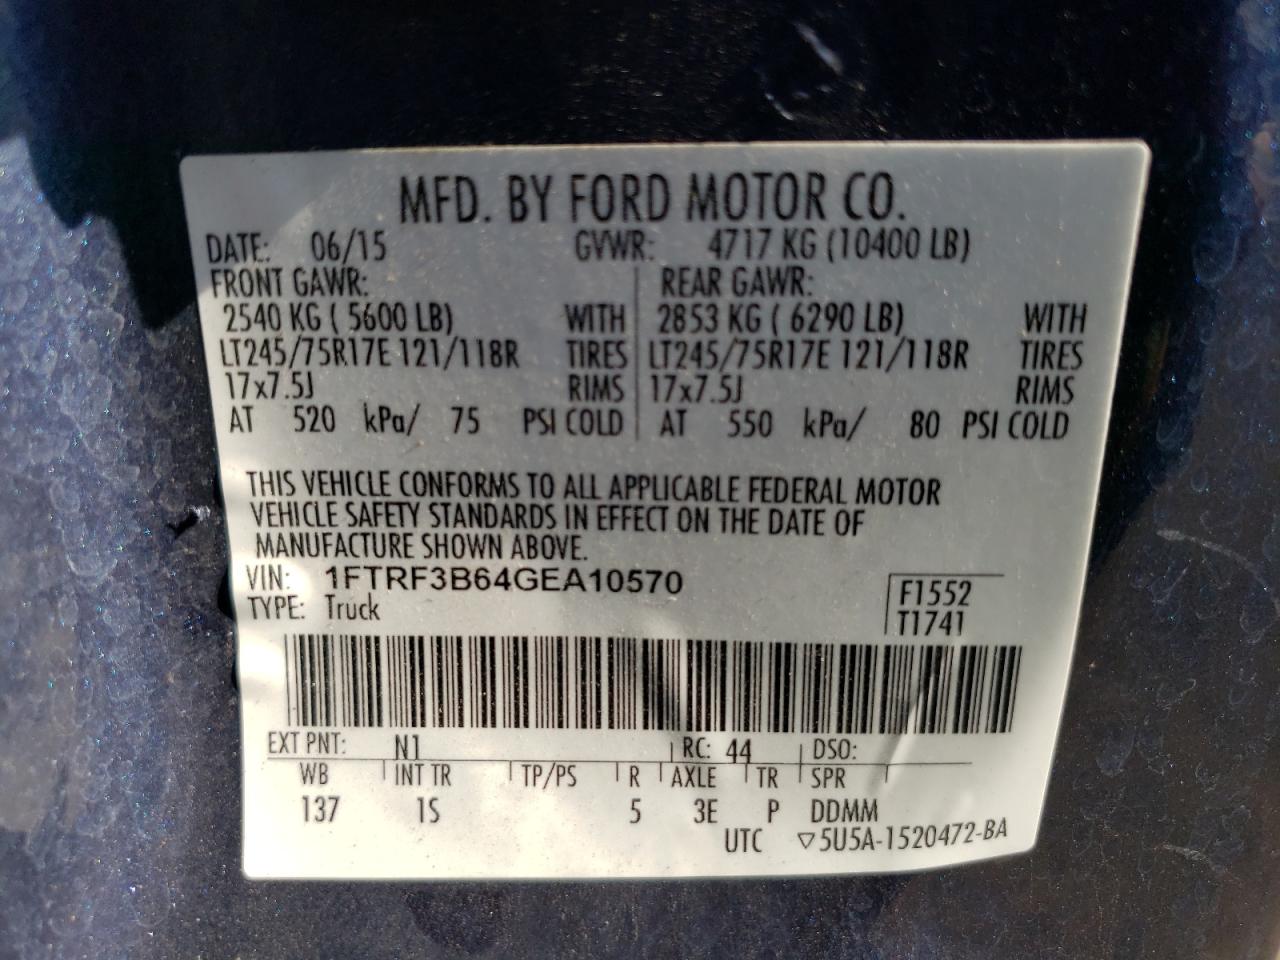 MFD. BY FORD MOTOR CO.
DATE: 06/15 GVWR: 4717 KG (10400 LB)
FRONT GAWR: REAR GAWR:
2540 KG ( 5600 LB) WITH 2853 KG ( 6290 LB) WITH
LT245/75R17E 121/118R TIRES LT245/75R17E 121/118R TIRES
17x7.5J RIMS 17x7.5J RIMS
AT 520 kPa/ 75 PSI COLD AT 550 kPa/ 80 PSI COLD
THIS VEHICLE CONFORMS TO ALL APPLICABLE FEDERAL MOTOR
VEHICLE SAFETY STANDARDS IN EFFECT ON THE DATE OF
MANUFACTURE SHOWN ABOVE.
VIN: 1FTRF3B64GEA10570
TYPE: Truck
F1552
T1741
EXT PNT: N1 RC: 44 DSO:
WB INT TR TP/PS R AXLE TR SPR
137 1S 5 3E P DDMM
UTC ▽5U5A-1520472-BA